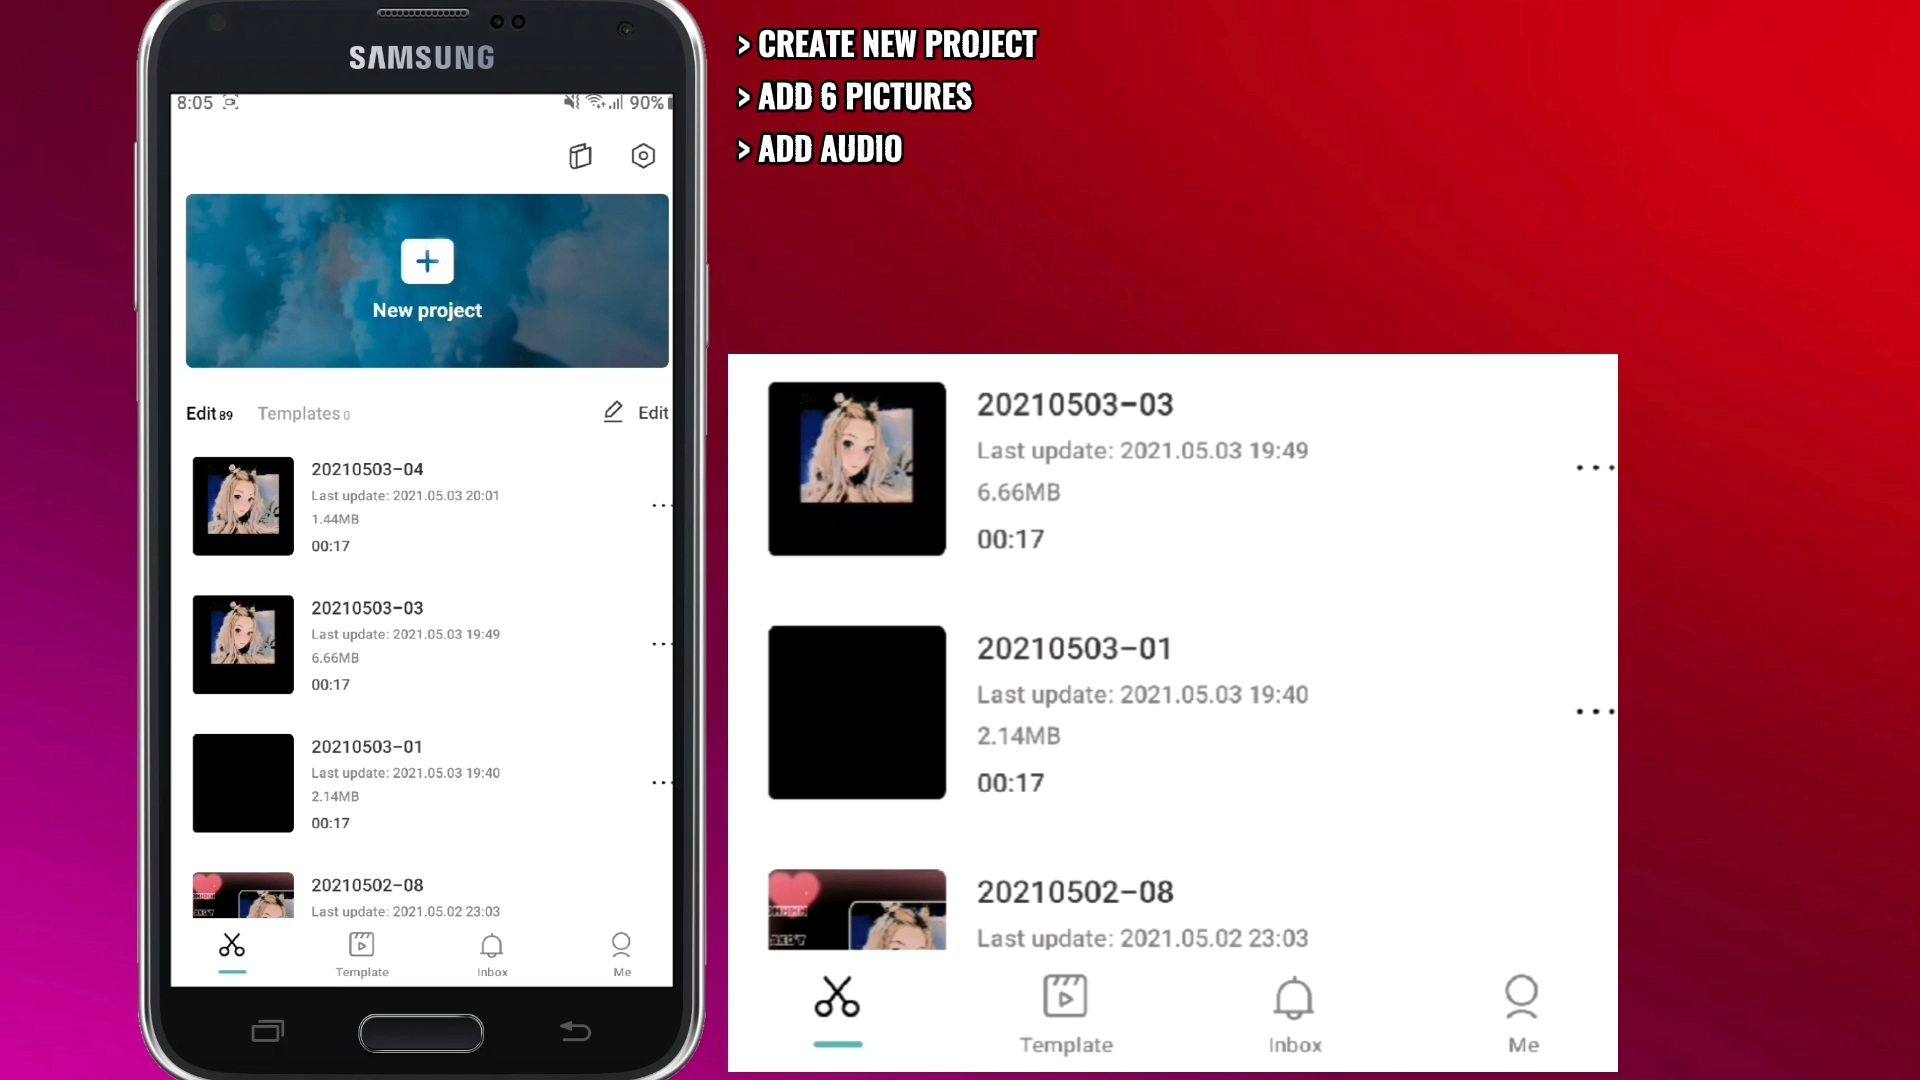 SAMSUNG
8:05 90%
New project
Edit 89 Templates 0 Edit
20210503-04
Last update: 2021.05.03 20:01
1.44MB
00:17
20210503-03
Last update: 2021.05.03 19:49
6.66MB
00:17
20210503-01
Last update: 2021.05.03 19:40
2.14MB
00:17
20210502-08
Last update: 2021.05.02 23:03
Template Inbox Me
> CREATE NEW PROJECT
> ADD 6 PICTURES
> ADD AUDIO
20210503-03
Last update: 2021.05.03 19:49
6.66MB
00:17
20210503-01
Last update: 2021.05.03 19:40
2.14MB
00:17
20210502-08
Last update: 2021.05.02 23:03
Template Inbox Me